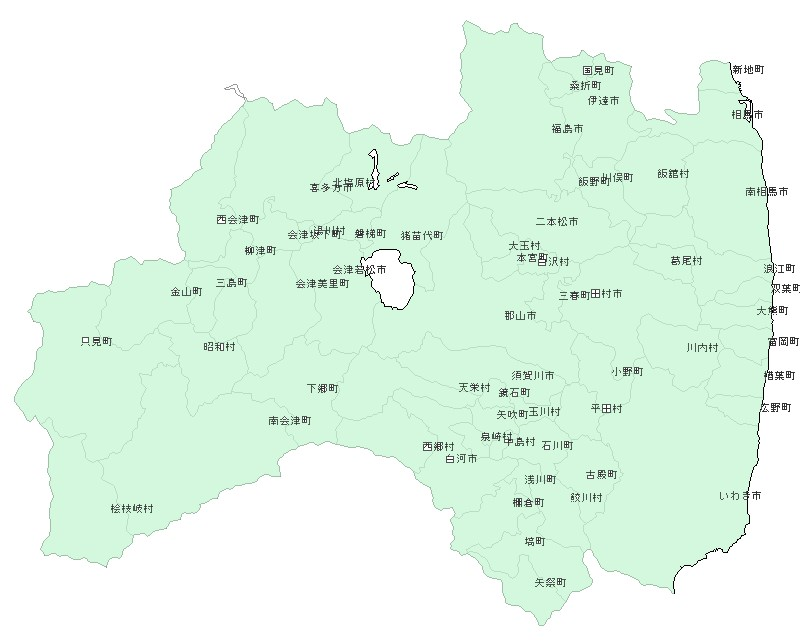 新地町
国見町
桑折町
伊達市
相馬市
福島市
飯舘村
川俣町
飯野町
北塩原村
喜多方市
南相馬市
西会津町
二本松市
湯川村
会津坂下町
磐梯町
猪苗代町
大玉村
柳津町
本宮町
白沢村
葛尾村
浪江町
会津若松市
三島町
会津美里町
双葉町
金山町
三春町
田村市
大熊町
郡山市
只見町
富岡町
昭和村
川内村
小野町
須賀川市
楢葉町
下郷町
天栄村
鏡石町
広野町
平田村
玉川村
矢吹町
南会津町
泉崎村
中島村
石川町
西郷村
白河市
古殿町
浅川町
いわき市
鮫川村
棚倉町
桧枝岐村
塙町
矢祭町